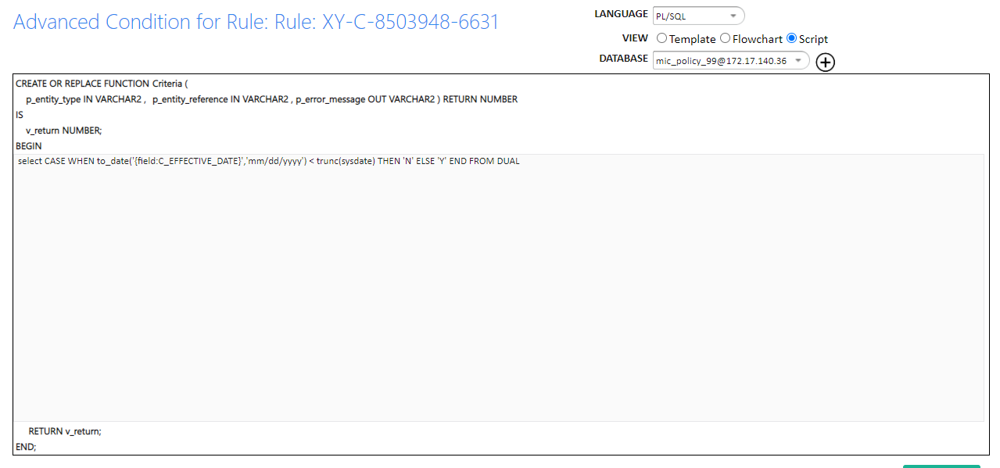 Advanced Condition for Rule: Rule: XY-C-8503948-6631
LANGUAGE PL/SQL
VIEW Template Flowchart Script
DATABASE mic_policy_99@172.17.140.36
CREATE OR REPLACE FUNCTION Criteria (
p_entity_type IN VARCHAR2 , p_entity_reference IN VARCHAR2 , p_error_message OUT VARCHAR2 ) RETURN NUMBER
IS
v_return NUMBER;
BEGIN
select CASE WHEN to_date('{field:C_EFFECTIVE_DATE}','mm/dd/yyyy') < trunc(sysdate) THEN 'N' ELSE 'Y' END FROM DUAL
RETURN v_return;
END;